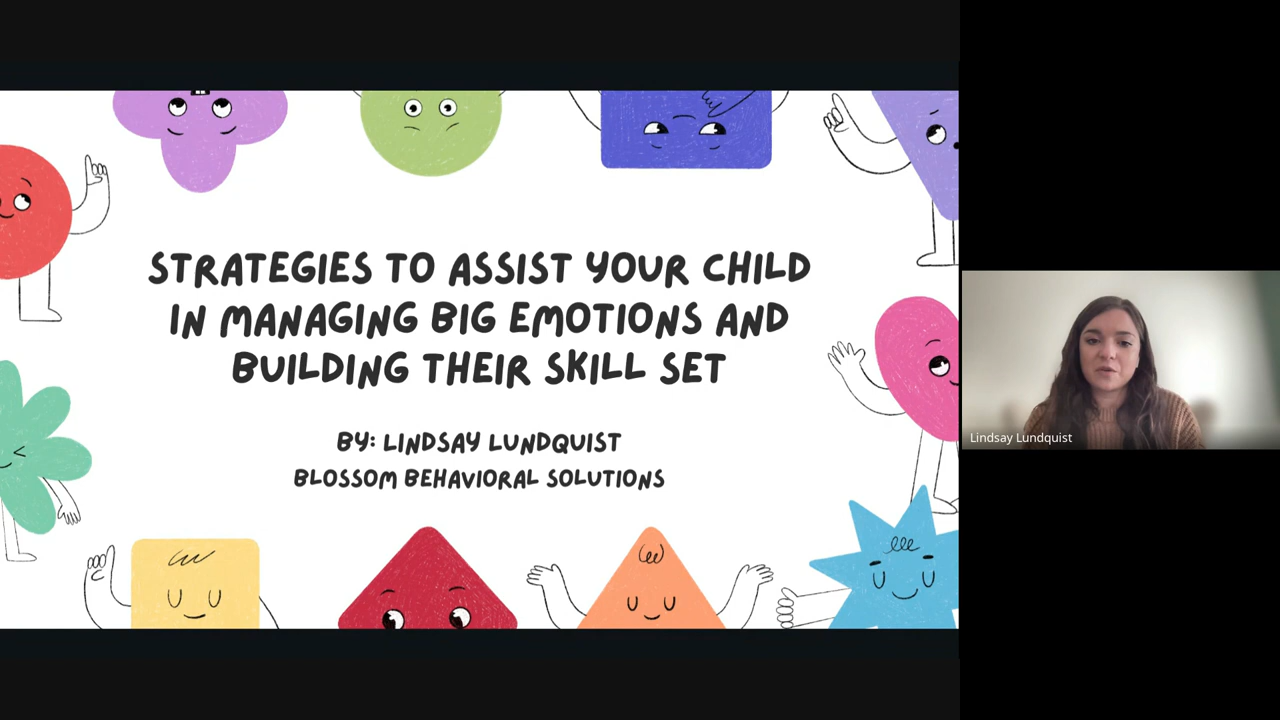 STRATEGIES TO ASSIST YOUR CHILD
IN MANAGING BIG EMOTIONS AND
BUILDING THEIR SKILL SET
BY: LINDSAY LUNDQUIST
BLOSSOM BEHAVIORAL SOLUTIONS
Lindsay Lundquist